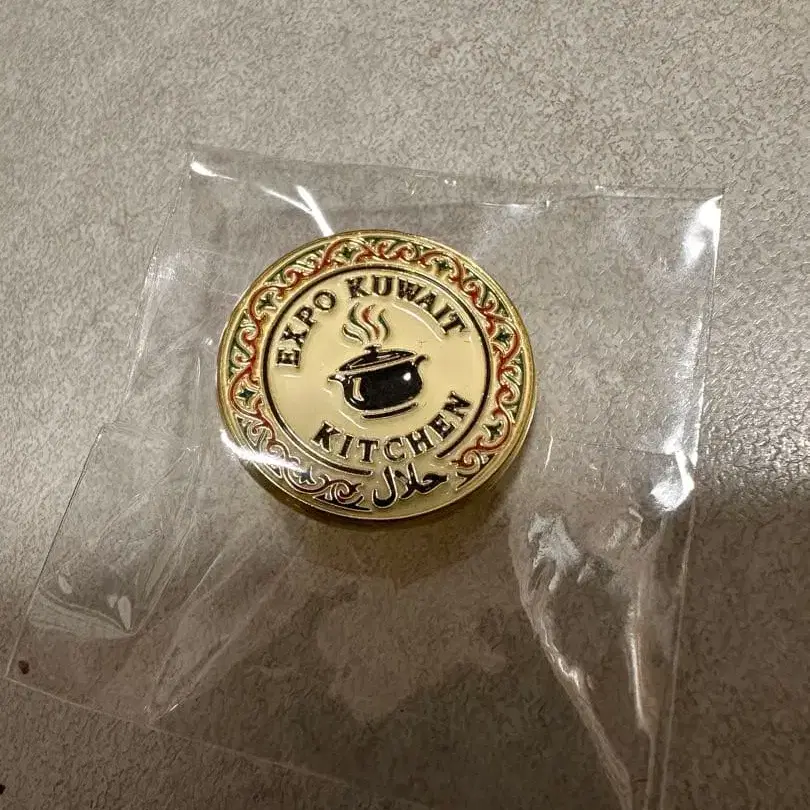 EXPO KUWAIT
KITCHEN
حلال